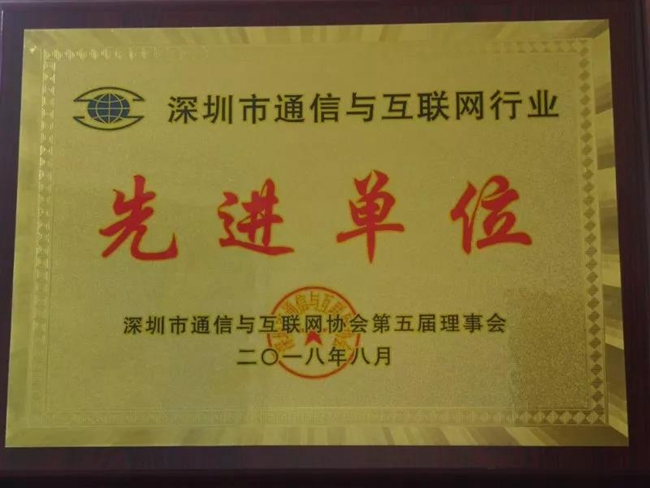 深圳市通信与互联网行业
先进单位
深圳市通信与互联网协会第五届理事会
二〇一八年八月